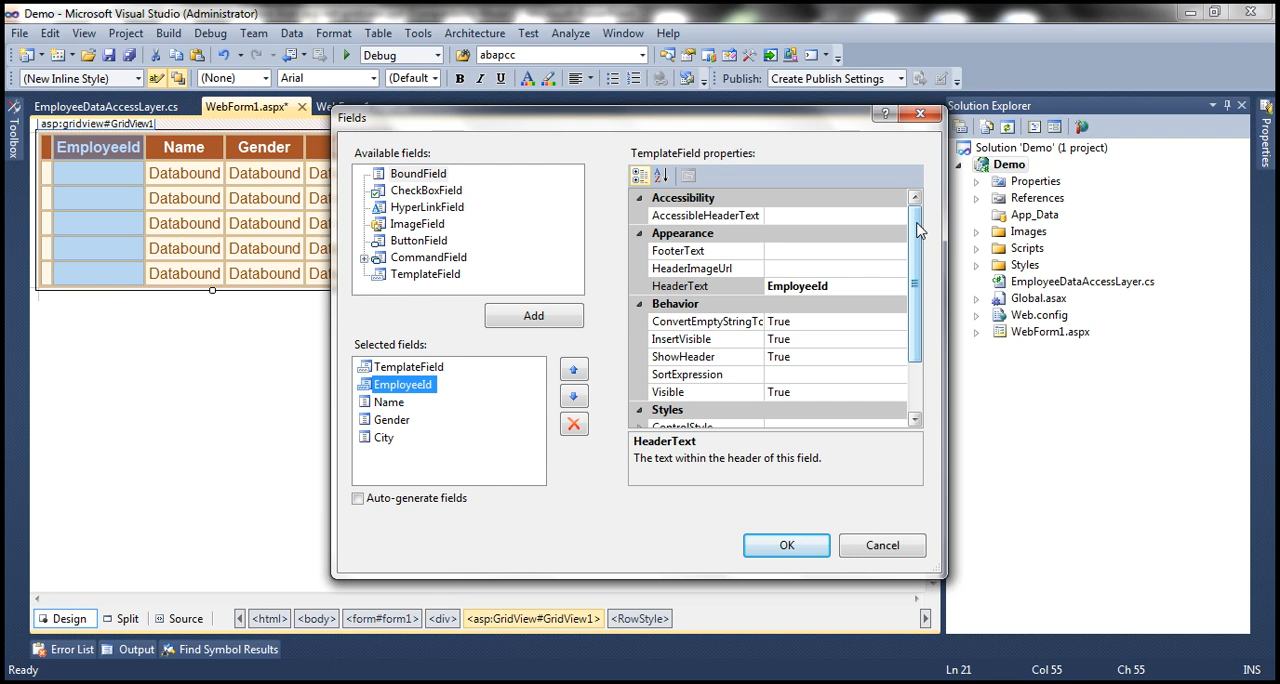 Demo - Microsoft Visual Studio (Administrator)
File Edit View Project Build Debug Team Data Format Table Tools Architecture Test Analyze Window Help
Debug abapcc
(New Inline Style) (None) Arial (Default B I U A Publish: Create Publish Settings
EmployeeDataAccessLayer.cs WebForm1.aspx*
Toolbox
asp:gridview#GridView1
EmployeeId Name Gender
Databound Databound
Databound Databound
Databound Databound
Databound Databound
Databound Databound
Fields
Available fields:
BoundField
CheckBoxField
HyperLinkField
ImageField
ButtonField
CommandField
TemplateField
Add
Selected fields:
TemplateField
EmployeeId
Name
Gender
City
Auto-generate fields
TemplateField properties:
Accessibility
AccessibleHeaderText
Appearance
FooterText
HeaderImageUrl
HeaderText EmployeeId
Behavior
ConvertEmptyStringTo True
InsertVisible True
ShowHeader True
SortExpression
Visible True
Styles
ControlStyle
HeaderText
The text within the header of this field.
OK Cancel
Solution Explorer
Solution 'Demo' (1 project)
Demo
Properties
References
App_Data
Images
Scripts
Styles
EmployeeDataAccessLayer.cs
Global.asax
Web.config
WebForm1.aspx
Properties
Design Split Source <html> <body> <form#form1> <div> <asp:GridView#GridView1> <RowStyle>
Error List Output Find Symbol Results
Ready Ln 21 Col 55 Ch 55 INS